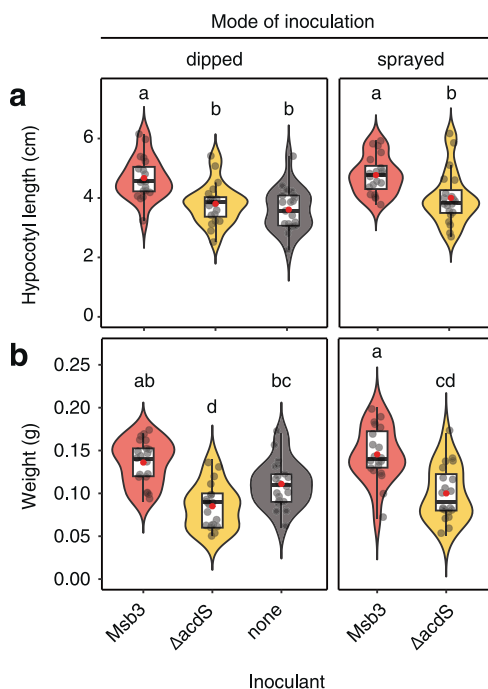 Mode of inoculation
dipped sprayed
a
a b b a b
Hypocotyl length (cm)
6
4
2
0
b
ab d bc a cd
Weight (g)
0.25
0.20
0.15
0.10
0.05
0.00
Msb3 ΔacdS none Msb3 ΔacdS
Inoculant